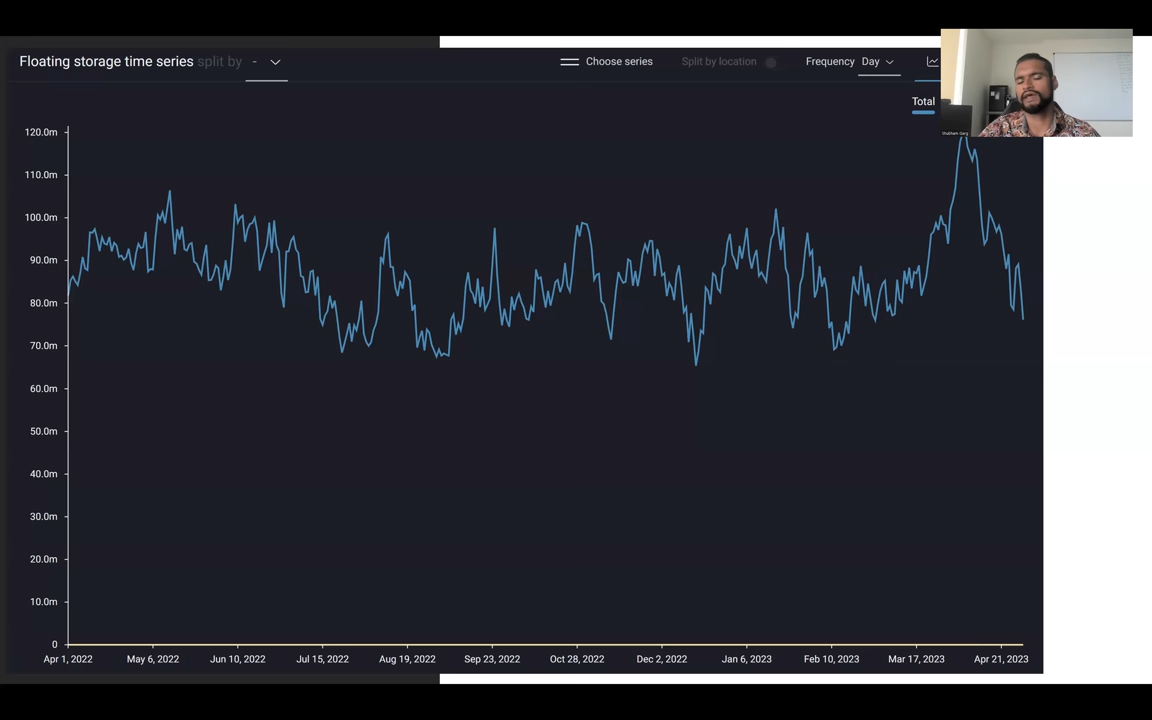 Floating storage time series split by -
Choose series
Split by location
Frequency Day
Total
Shubham Garg
120.0m
110.0m
100.0m
90.0m
80.0m
70.0m
60.0m
50.0m
40.0m
30.0m
20.0m
10.0m
0
Apr 1, 2022 May 6, 2022 Jun 10, 2022 Jul 15, 2022 Aug 19, 2022 Sep 23, 2022 Oct 28, 2022 Dec 2, 2022 Jan 6, 2023 Feb 10, 2023 Mar 17, 2023 Apr 21, 2023